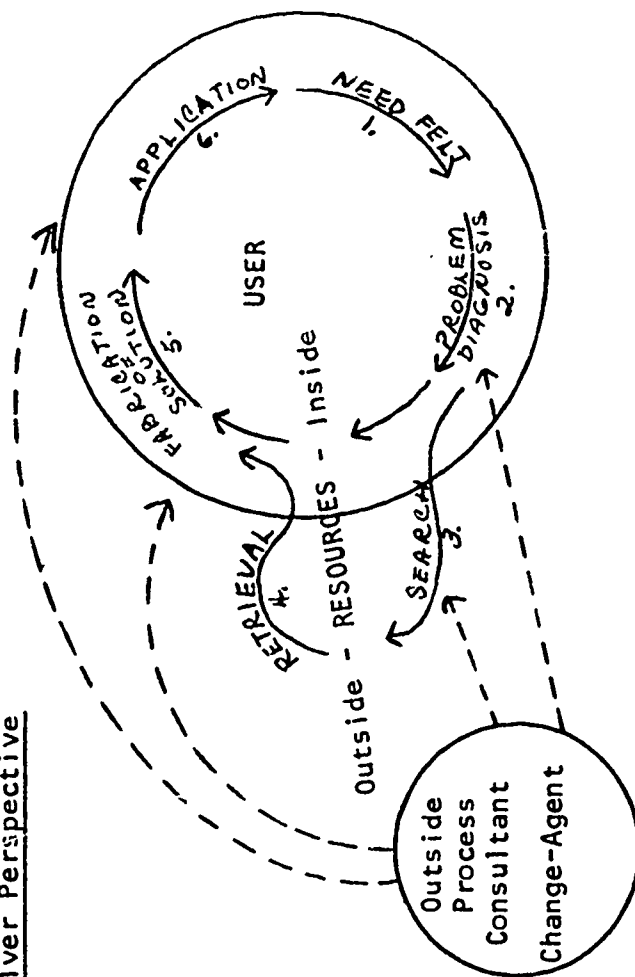 lver Perspective
APPLICATION
6.
NEED FELT
1.
PROBLEM
DIAGNOSIS
2.
SEARCH
3.
RETRIEVAL
4.
FABRICATION
OF
SOLUTION
5.
USER
Outside - RESOURCES - Inside
Outside
Process
Consultant
Change-Agent